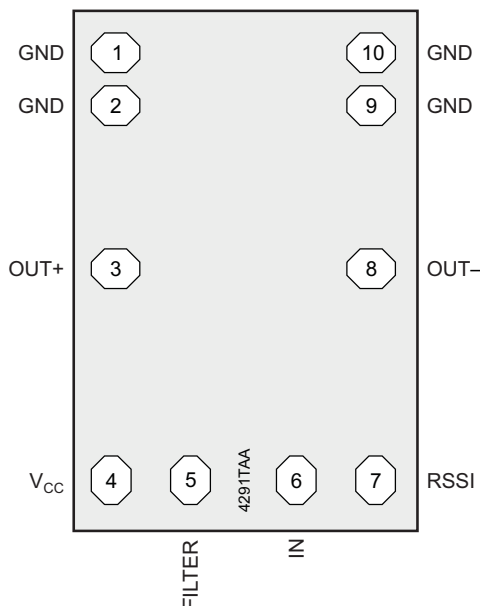 GND 1 10 GND
GND 2 9 GND
OUT+ 3 8 OUT–
VCC 4 5 4291TAA 6 7 RSSI
FILTER IN